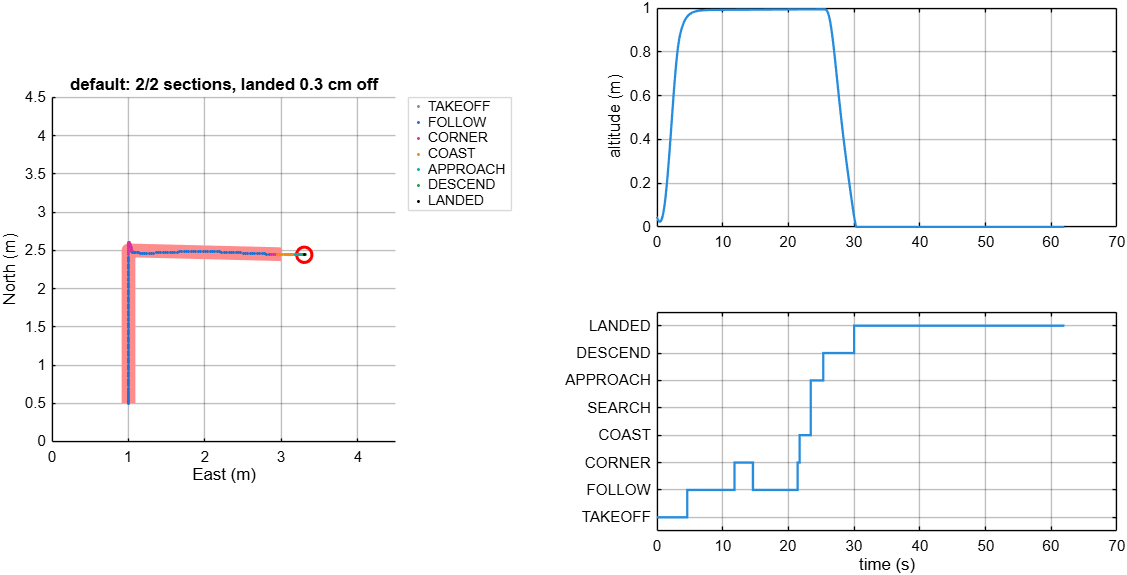 default: 2/2 sections, landed 0.3 cm off
4.5
4
3.5
3
2.5
2
1.5
1
0.5
0
North (m)
0
1
2
3
4
East (m)
TAKEOFF
FOLLOW
CORNER
COAST
APPROACH
DESCEND
LANDED
1
0.8
0.6
0.4
0.2
0
altitude (m)
0
10
20
30
40
50
60
70
LANDED
DESCEND
APPROACH
SEARCH
COAST
CORNER
FOLLOW
TAKEOFF
0
10
20
30
40
50
60
70
time (s)